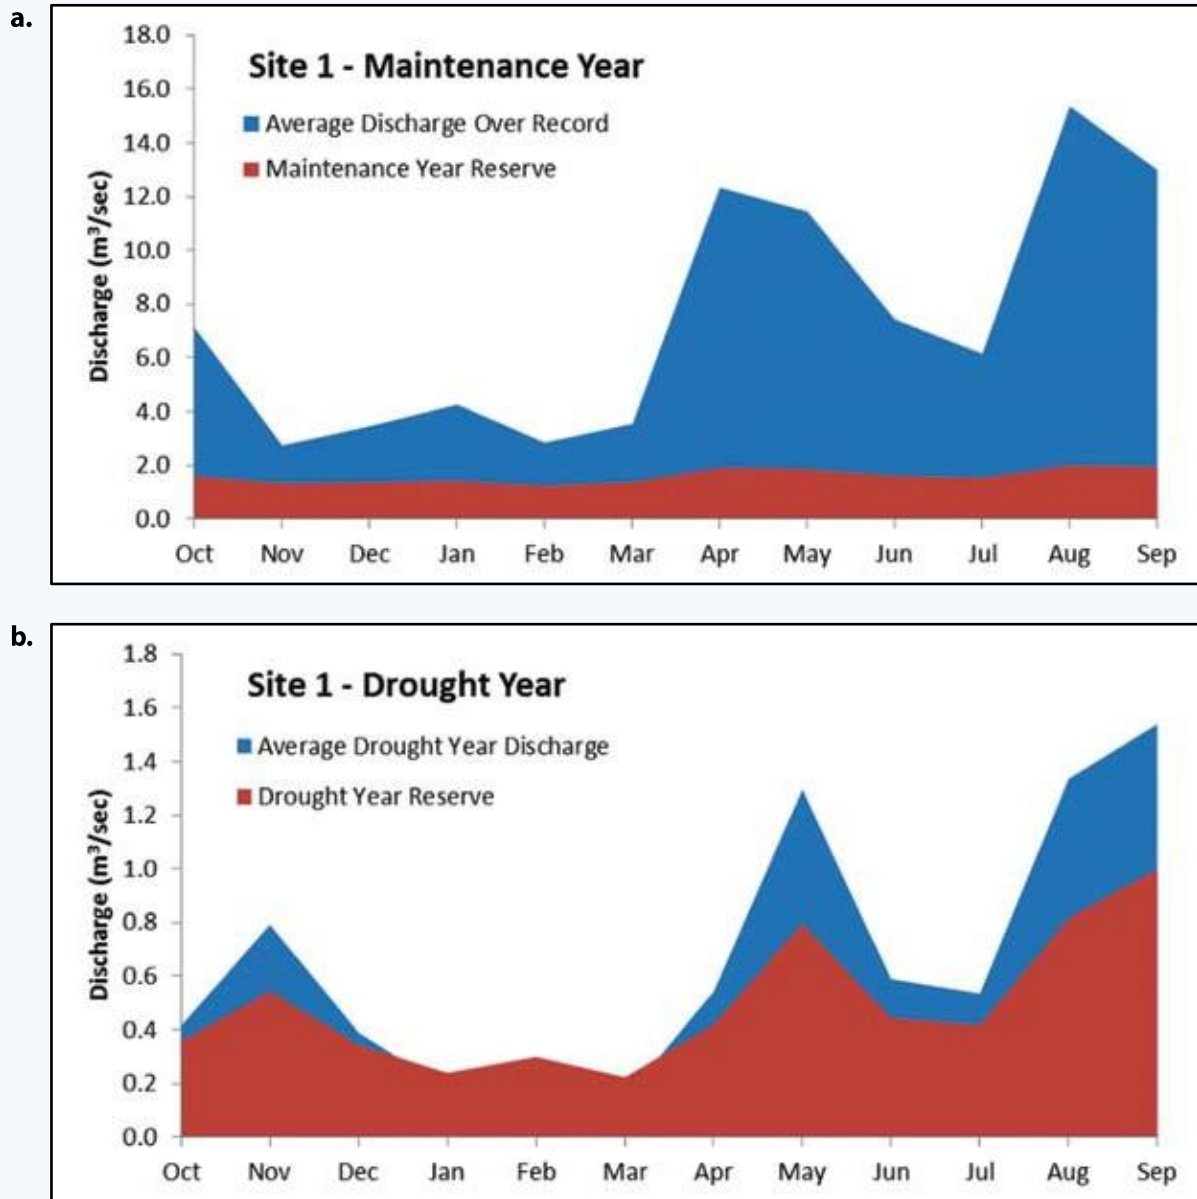 a.
Site 1 - Maintenance Year
Average Discharge Over Record
Maintenance Year Reserve
Discharge (m³/sec)
18.0
16.0
14.0
12.0
10.0
8.0
6.0
4.0
2.0
0.0
Oct Nov Dec Jan Feb Mar Apr May Jun Jul Aug Sep
b.
Site 1 - Drought Year
Average Drought Year Discharge
Drought Year Reserve
Discharge (m³/sec)
1.8
1.6
1.4
1.2
1.0
0.8
0.6
0.4
0.2
0.0
Oct Nov Dec Jan Feb Mar Apr May Jun Jul Aug Sep